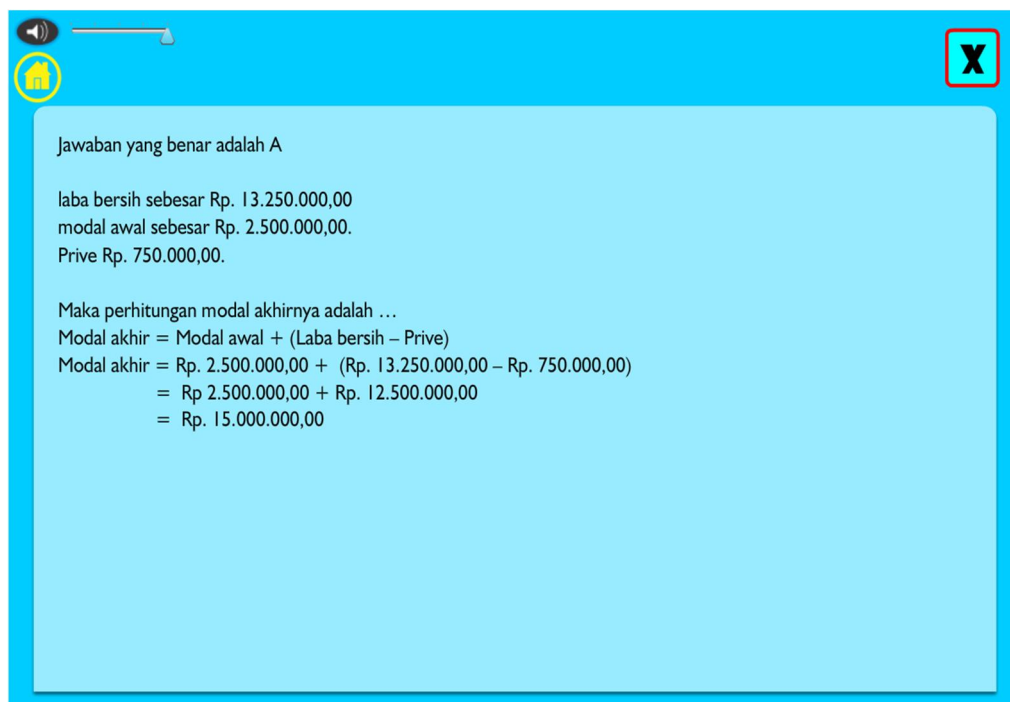 X
Jawaban yang benar adalah A
laba bersih sebesar Rp. 13.250.000,00
modal awal sebesar Rp. 2.500.000,00.
Prive Rp. 750.000,00.
Maka perhitungan modal akhirnya adalah …
Modal akhir = Modal awal + (Laba bersih – Prive)
Modal akhir = Rp. 2.500.000,00 + (Rp. 13.250.000,00 – Rp. 750.000,00)
= Rp 2.500.000,00 + Rp. 12.500.000,00
= Rp. 15.000.000,00